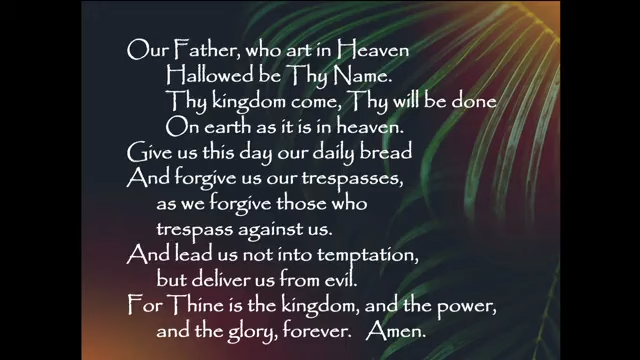 Our Father, who art in Heaven
Hallowed be Thy Name.
Thy kingdom come, Thy will be done
On earth as it is in heaven.
Give us this day our daily bread
And forgive us our trespasses,
as we forgive those who
trespass against us.
And lead us not into temptation,
but deliver us from evil.
For Thine is the kingdom, and the power,
and the glory, forever. Amen.